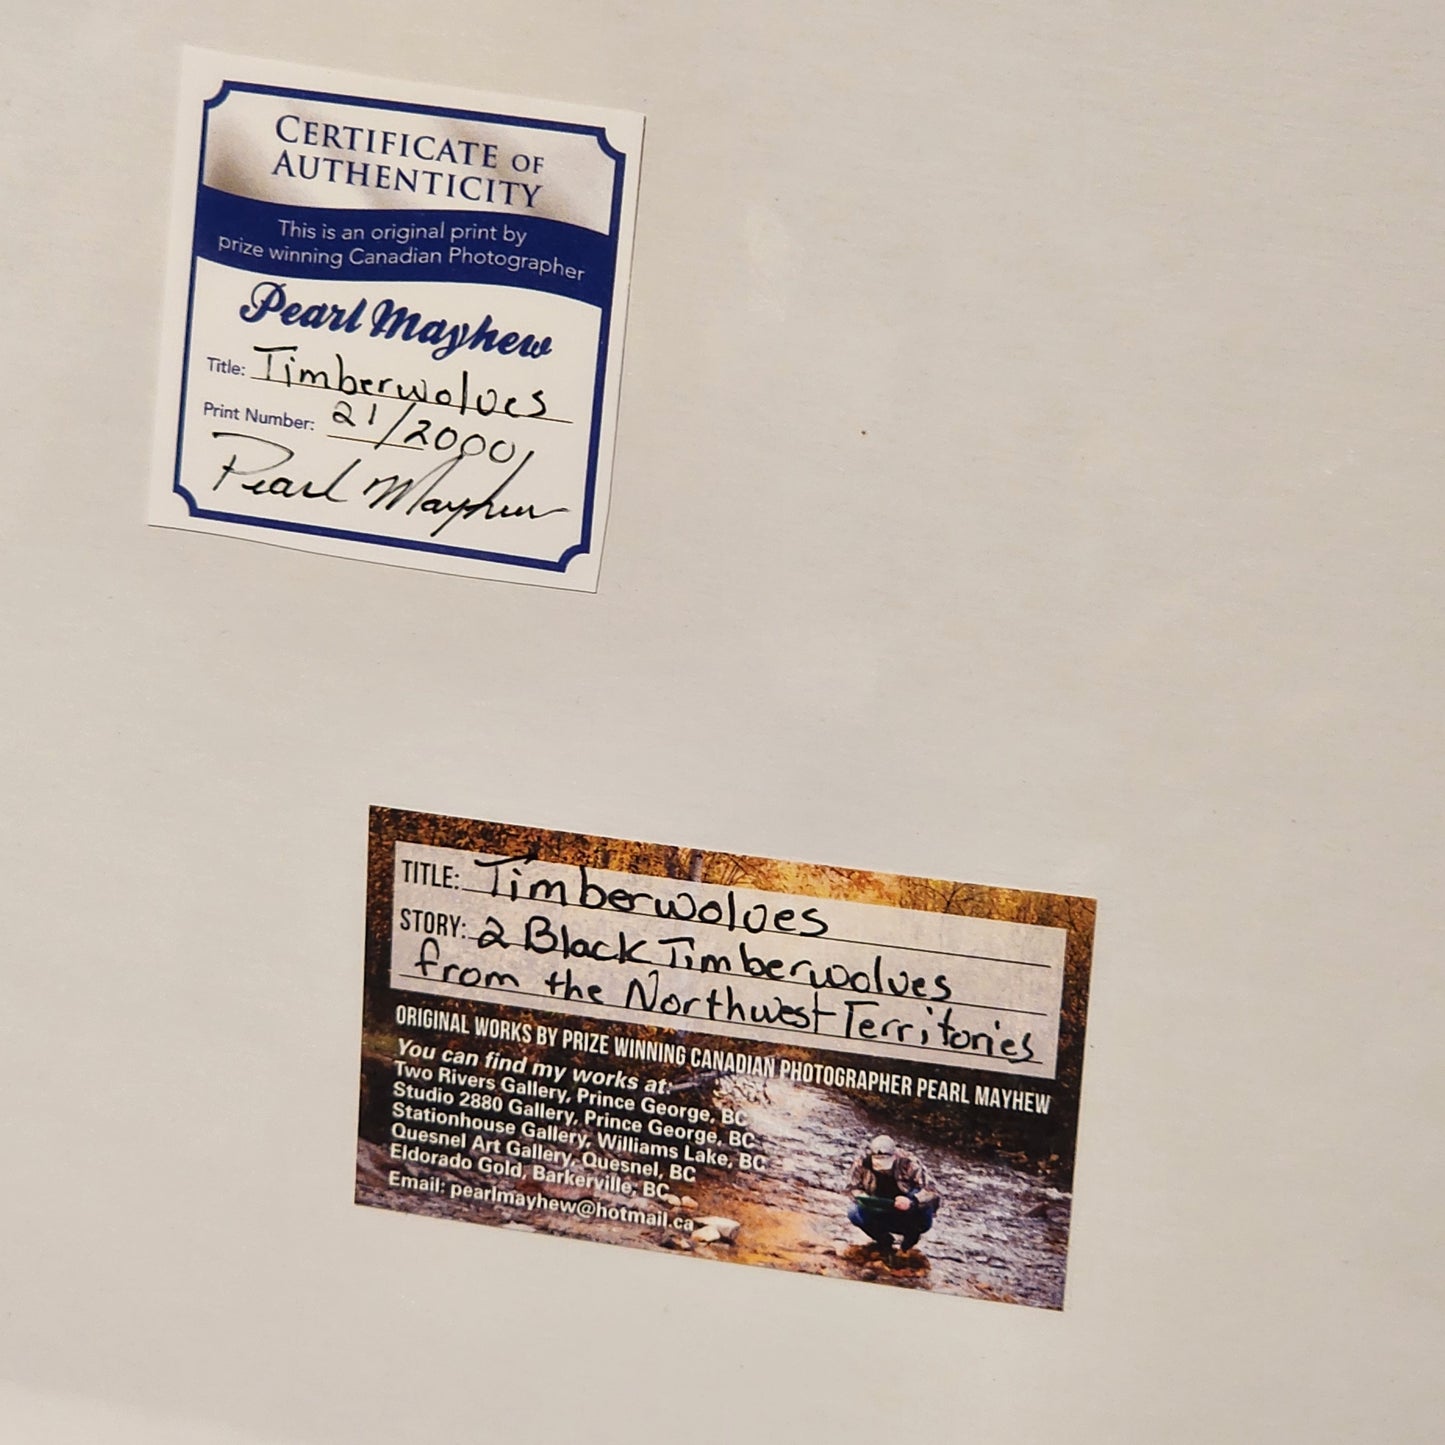 CERTIFICATE OF
AUTHENTICITY
This is an original print by
prize winning Canadian Photographer
Pearl Mayhew
Title: Timberwolves
Print Number: 21/2000
Pearl Mayhew
TITLE: Timberwolves
STORY: 2 Black Timberwolves
from the Northwest Territories
ORIGINAL WORKS BY PRIZE WINNING CANADIAN PHOTOGRAPHER PEARL MAYHEW
You can find my works at:
Two Rivers Gallery, Prince George, BC
Studio 2880 Gallery, Prince George, BC
Stationhouse Gallery, Williams Lake, BC
Quesnel Art Gallery, Quesnel, BC
Eldorado Gold, Barkerville, BC
Email: pearlmayhew@hotmail.ca